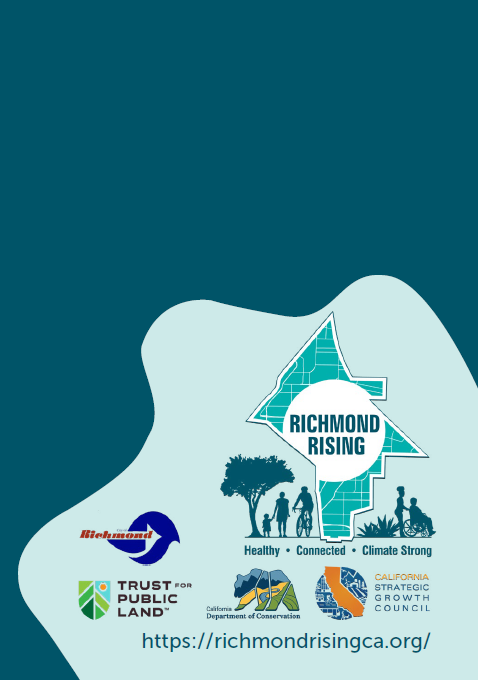 RICHMOND
RISING
Healthy • Connected • Climate Strong
Richmond
TRUST FOR
PUBLIC
LAND™
California
Department of Conservation
CALIFORNIA
STRATEGIC
GROWTH
COUNCIL
https://richmondrisingca.org/